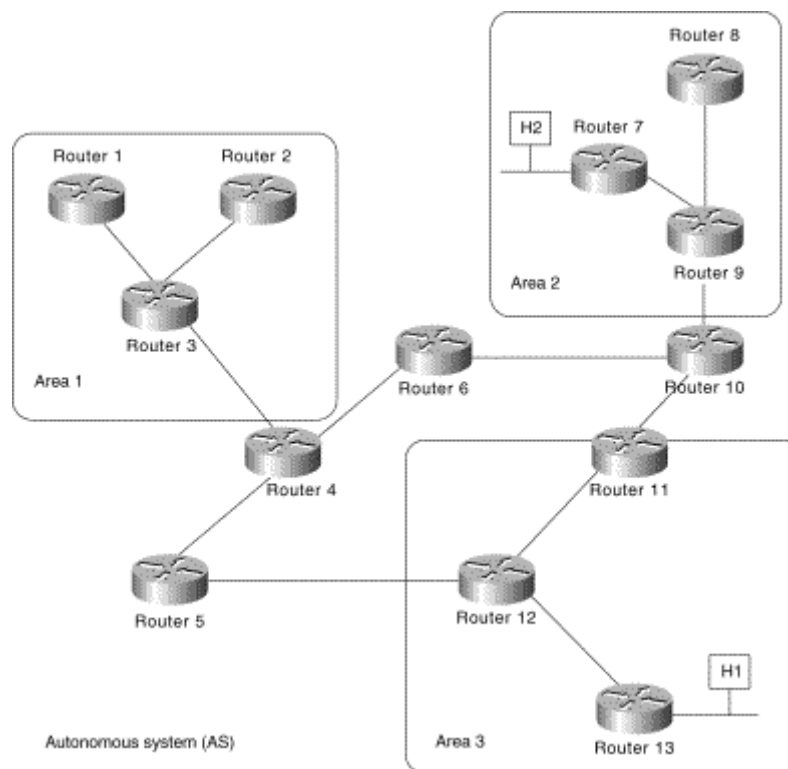 Router 8
H2
Router 7
Router 1
Router 2
Router 9
Area 2
Router 3
Area 1
Router 6
Router 10
Router 4
Router 11
Router 5
Router 12
H1
Autonomous system (AS)
Area 3
Router 13